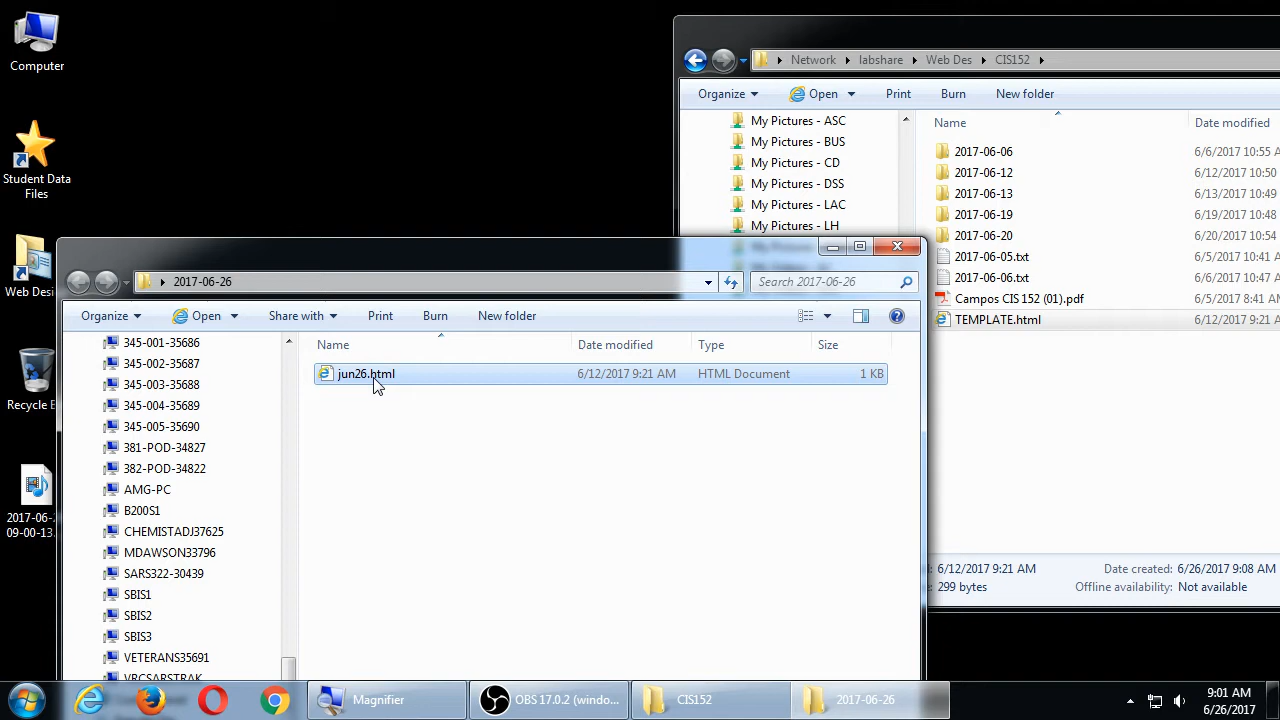 Computer
Student Data
Files
Web Desi
Recycle B
2017-06-2
09-00-13.
Network
labshare
Web Des
CIS152
Organize
Open
Print
Burn
New folder
Name
Date modified
My Pictures - ASC
My Pictures - BUS
My Pictures - CD
My Pictures - DSS
My Pictures - LAC
My Pictures - LH
2017-06-06 6/6/2017 10:55 A
2017-06-12 6/12/2017 10:50
2017-06-13 6/13/2017 10:49
2017-06-19 6/19/2017 10:48
2017-06-20 6/20/2017 10:54
2017-06-05.txt 6/5/2017 10:41 A
2017-06-06.txt 6/6/2017 10:47 A
Campos CIS 152 (01).pdf 6/5/2017 8:41 AM
TEMPLATE.html 6/12/2017 9:21 A
6/12/2017 9:21 AM
Date created: 6/26/2017 9:08 AM
299 bytes
Offline availability: Not available
2017-06-26
Search 2017-06-26
Organize
Open
Share with
Print
Burn
New folder
Name
Date modified
Type
Size
jun26.html 6/12/2017 9:21 AM HTML Document 1 KB
345-001-35686
345-002-35687
345-003-35688
345-004-35689
345-005-35690
381-POD-34827
382-POD-34822
AMG-PC
B200S1
CHEMISTADJ37625
MDAWSON33796
SARS322-30439
SBIS1
SBIS2
SBIS3
VETERANS35691
VRCSARSTRAK
Magnifier
OBS 17.0.2 (windo...
CIS152
2017-06-26
9:01 AM
6/26/2017